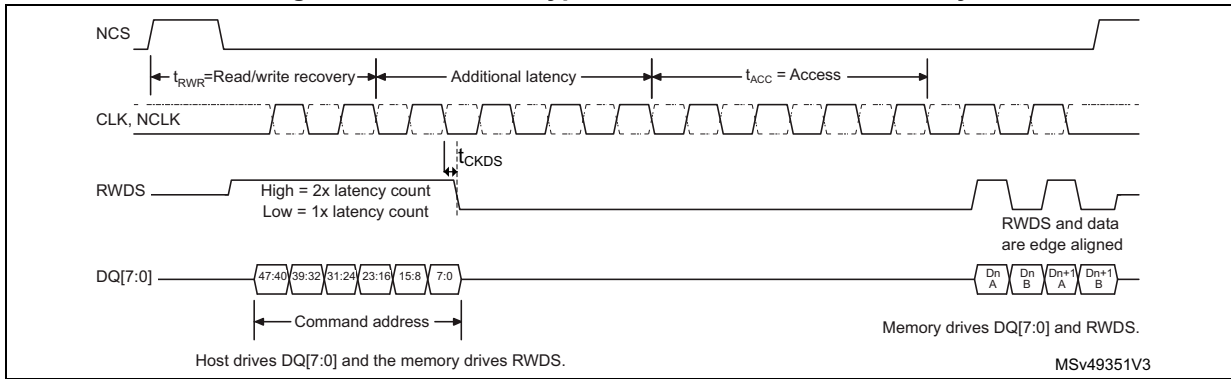 NCS
tRWR=Read/write recovery
Additional latency
tACC = Access
CLK, NCLK
tCKDS
RWDS
High = 2x latency count
Low = 1x latency count
RWDS and data
are edge aligned
DQ[7:0]
47:40 39:32 31:24 23:16 15:8 7:0
Dn A
Dn B
Dn+1 A
Dn+1 B
Command address
Memory drives DQ[7:0] and RWDS.
Host drives DQ[7:0] and the memory drives RWDS.
MSv49351V3